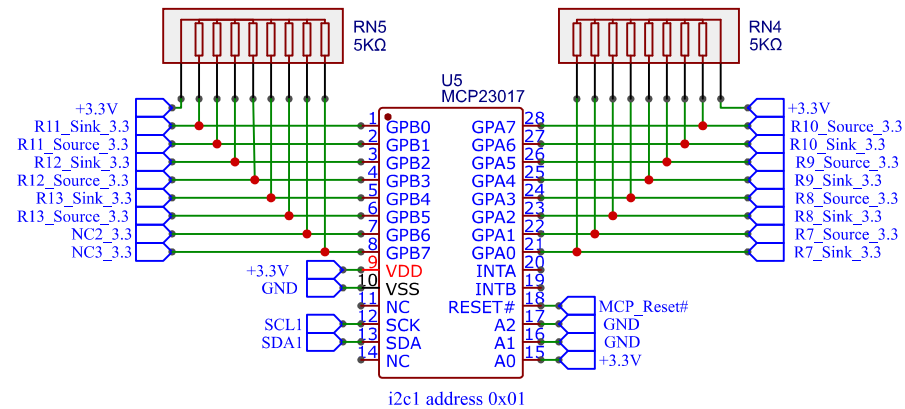 RN5
5KΩ
RN4
5KΩ
U5
MCP23017
+3.3V
R11_Sink_3.3
R11_Source_3.3
R12_Sink_3.3
R12_Source_3.3
R13_Sink_3.3
R13_Source_3.3
NC2_3.3
NC3_3.3
+3.3V
GND
SCL1
SDA1
1 GPB0
2 GPB1
3 GPB2
4 GPB3
5 GPB4
6 GPB5
7 GPB6
8 GPB7
9 VDD
10 VSS
11 NC
12 SCK
13 SDA
14 NC
GPA7 28
GPA6 27
GPA5 26
GPA4 25
GPA3 24
GPA2 23
GPA1 22
GPA0 21
INTA 20
INTB 19
RESET# 18
A2 17
A1 16
A0 15
+3.3V
R10_Source_3.3
R10_Sink_3.3
R9_Source_3.3
R9_Sink_3.3
R8_Source_3.3
R8_Sink_3.3
R7_Source_3.3
R7_Sink_3.3
MCP_Reset#
GND
GND
+3.3V
i2c1 address 0x01